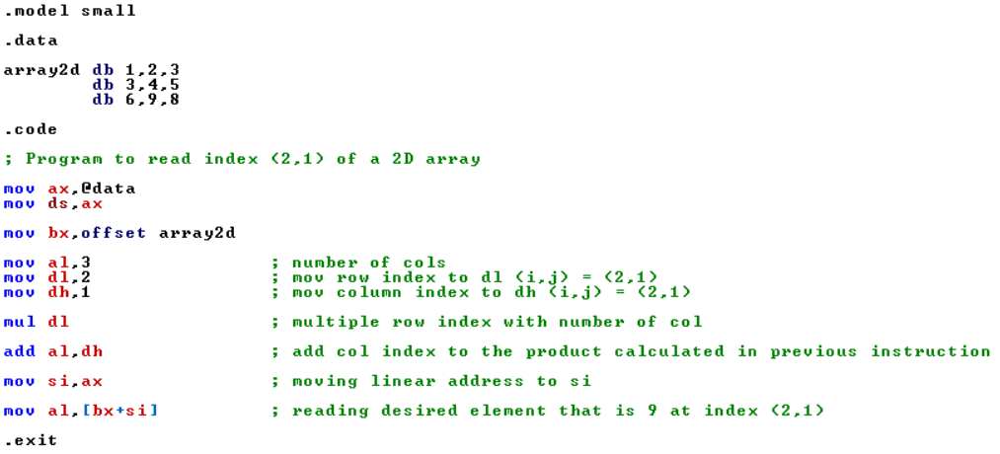 .model small
.data
array2d db 1,2,3
db 3,4,5
db 6,9,8
.code
; Program to read index (2,1) of a 2D array
mov ax,@data
mov ds,ax
mov bx,offset array2d
mov al,3 ; number of cols
mov dl,2 ; mov row index to dl (i,j) = (2,1)
mov dh,1 ; mov column index to dh (i,j) = (2,1)
mul dl ; multiple row index with number of col
add al,dh ; add col index to the product calculated in previous instruction
mov si,ax ; moving linear address to si
mov al,[bx+si] ; reading desired element that is 9 at index (2,1)
.exit